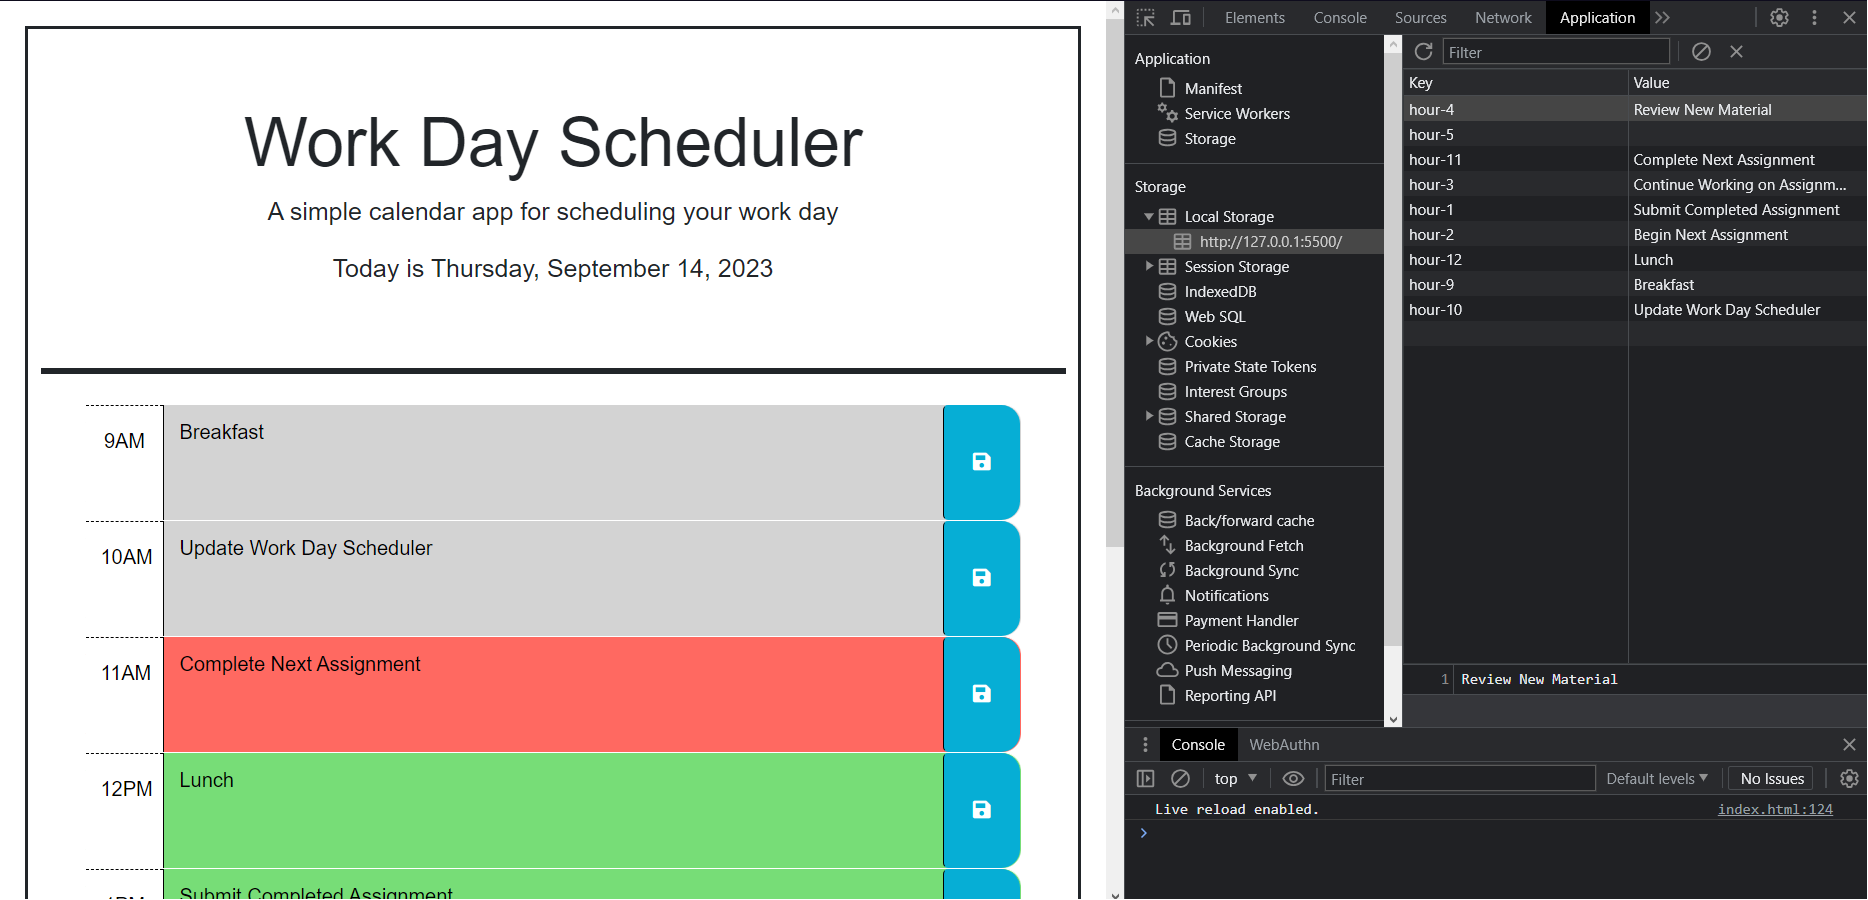 Work Day Scheduler
A simple calendar app for scheduling your work day
Today is Thursday, September 14, 2023
9AM Breakfast
10AM Update Work Day Scheduler
11AM Complete Next Assignment
12PM Lunch
1PM Submit Completed Assignment
Elements Console Sources Network Application
Application
Manifest
Service Workers
Storage
Storage
Local Storage
http://127.0.0.1:5500/
Session Storage
IndexedDB
Web SQL
Cookies
Private State Tokens
Interest Groups
Shared Storage
Cache Storage
Background Services
Back/forward cache
Background Fetch
Background Sync
Notifications
Payment Handler
Periodic Background Sync
Push Messaging
Reporting API
Filter
Key Value
hour-4 Review New Material
hour-5
hour-11 Complete Next Assignment
hour-3 Continue Working on Assignm...
hour-1 Submit Completed Assignment
hour-2 Begin Next Assignment
hour-12 Lunch
hour-9 Breakfast
hour-10 Update Work Day Scheduler
1 Review New Material
Console WebAuthn
top Filter Default levels No Issues
Live reload enabled. index.html:124